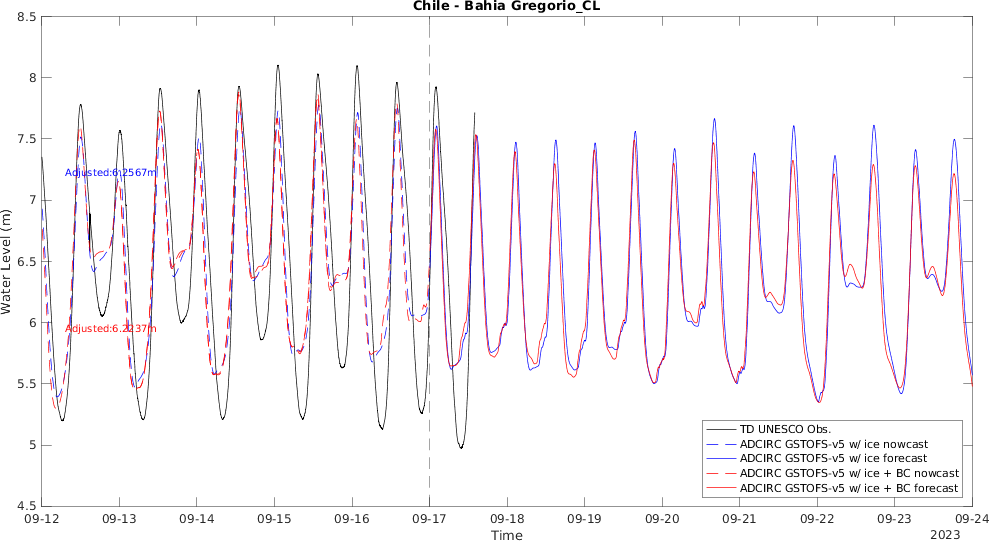 Chile - Bahia Gregorio_CL
8.5
8
7.5
7
6.5
6
5.5
5
4.5
Water Level (m)
Adjusted:6.2567m
Adjusted:6.2237m
TD UNESCO Obs.
ADCIRC GSTOFS-v5 w/ ice nowcast
ADCIRC GSTOFS-v5 w/ ice forecast
ADCIRC GSTOFS-v5 w/ ice + BC nowcast
ADCIRC GSTOFS-v5 w/ ice + BC forecast
09-12 09-13 09-14 09-15 09-16 09-17 09-18 09-19 09-20 09-21 09-22 09-23 09-24
Time
2023